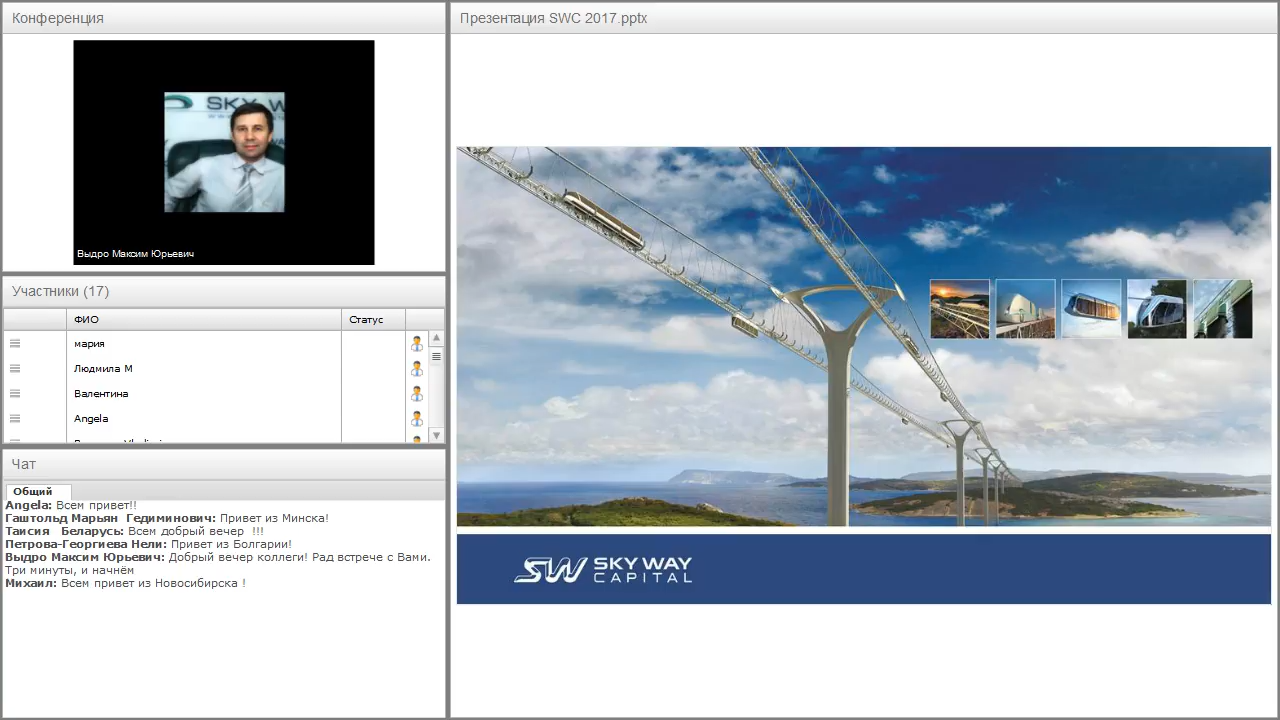 Конференция
SKY W
Выдро Максим Юрьевич
Участники (17)
ФИО
Статус
мария
Людмила М
Валентина
Angela
Чат
Общий
Angela: Всем привет!!
Гаштольд Марьян Гедиминович: Привет из Минска!
Таисия Беларусь: Всем добрый вечер !!!
Петрова-Георгиева Нели: Привет из Болгарии!
Выдро Максим Юрьевич: Добрый вечер коллеги! Рад встрече с Вами.
Три минуты, и начнём
Михаил: Всем привет из Новосибирска !
Презентация SWC 2017.pptx
SW SKY WAY
CAPITAL